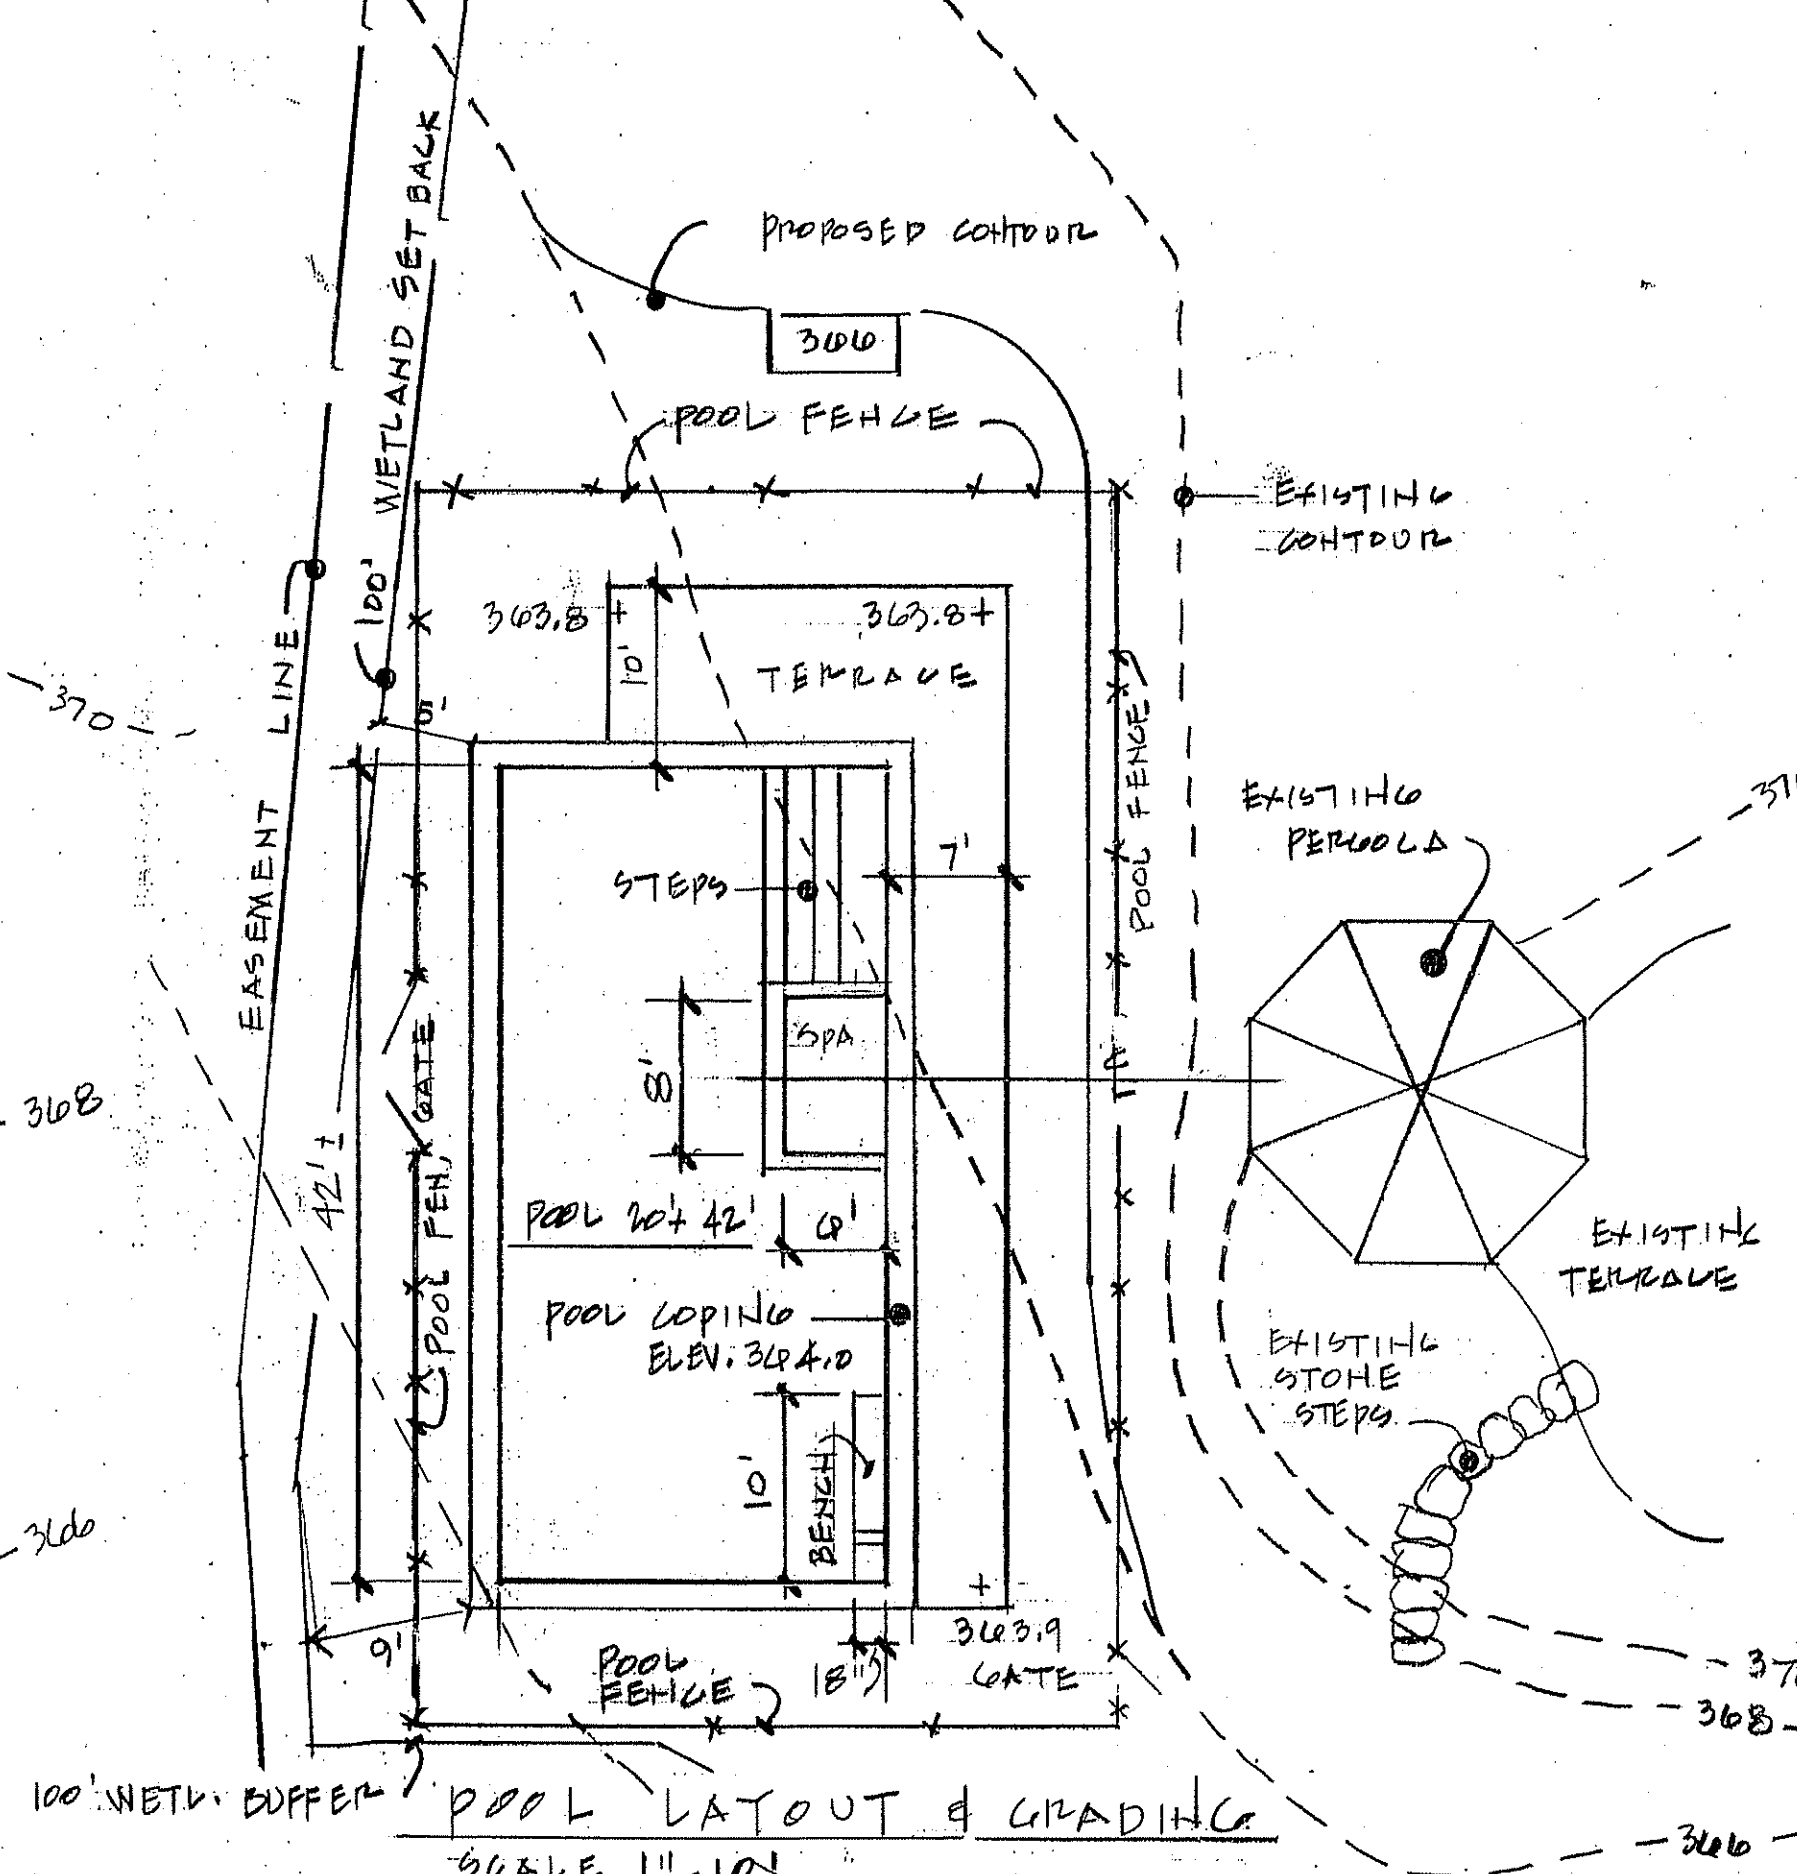 WETLAND SETBACK
PROPOSED CONTOUR
366
POOL FENCE
EXISTING
CONTOUR
100'
EASEMENT LINE
363.8 +
363.8 +
10'
TERRACE
370
5'
POOL FENCE
EXISTING
PERGOLA
STEPS
7'
SPA
8'
GATE
368
42' ±
POOL FEN.
POOL 20' x 42'
6'
EXISTING
TERRACE
POOL COPING
ELEV. 364.0
EXISTING
STONE
STEPS
10'
BENCH
366
+
363.9
9'
POOL
FENCE
18"
GATE
368
100' WETL. BUFFER
POOL LAYOUT & GRADING
366